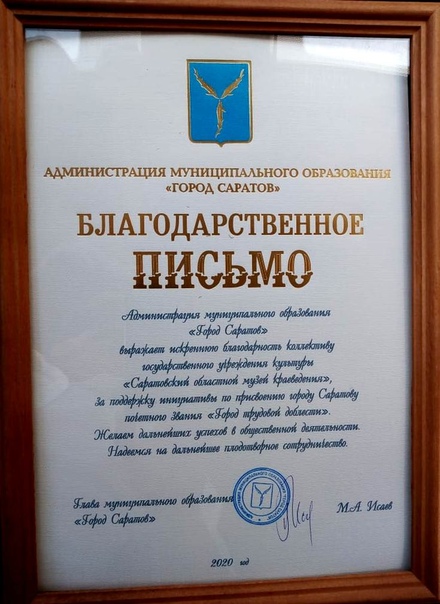 АДМИНИСТРАЦИЯ МУНИЦИПАЛЬНОГО ОБРАЗОВАНИЯ
«ГОРОД САРАТОВ»
БЛАГОДАРСТВЕННОЕ
ПИСЬМО
Администрация муниципального образования
«Город Саратов»
выражает искреннюю благодарность коллективу
государственного учреждения культуры
«Саратовский областной музей краеведения»,
за поддержку инициативы по присвоению городу Саратову
почетного звания «Город трудовой доблести».
Желаем дальнейших успехов в общественной деятельности.
Надеемся на дальнейшее плодотворное сотрудничество.
Глава муниципального образования
«Город Саратов»
М.А. Исаев
2020 год